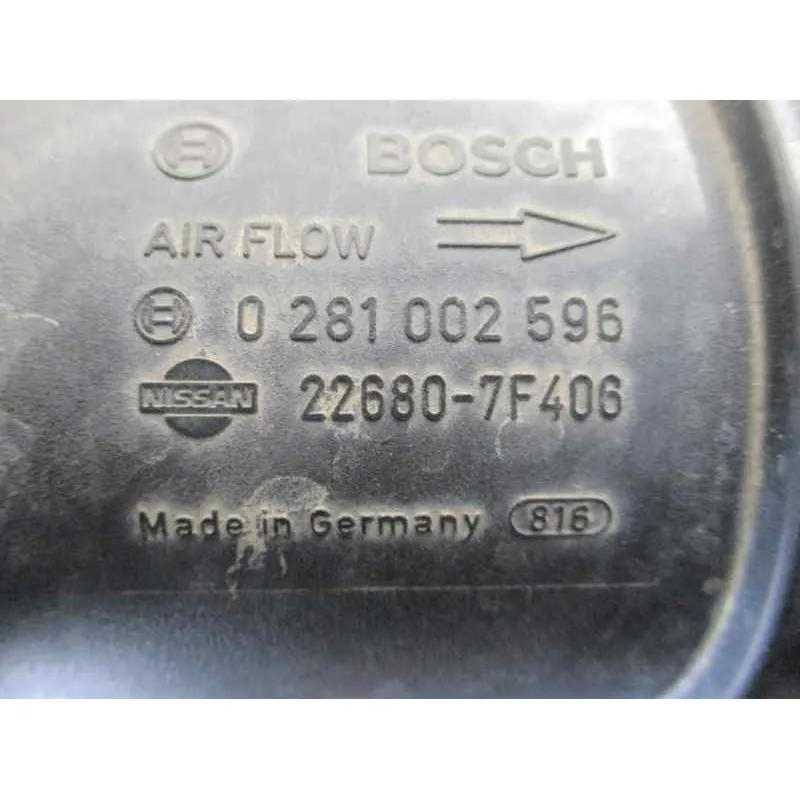 BOSCH
AIR FLOW
0 281 002 596
NISSAN 22680-7F406
Made in Germany 816